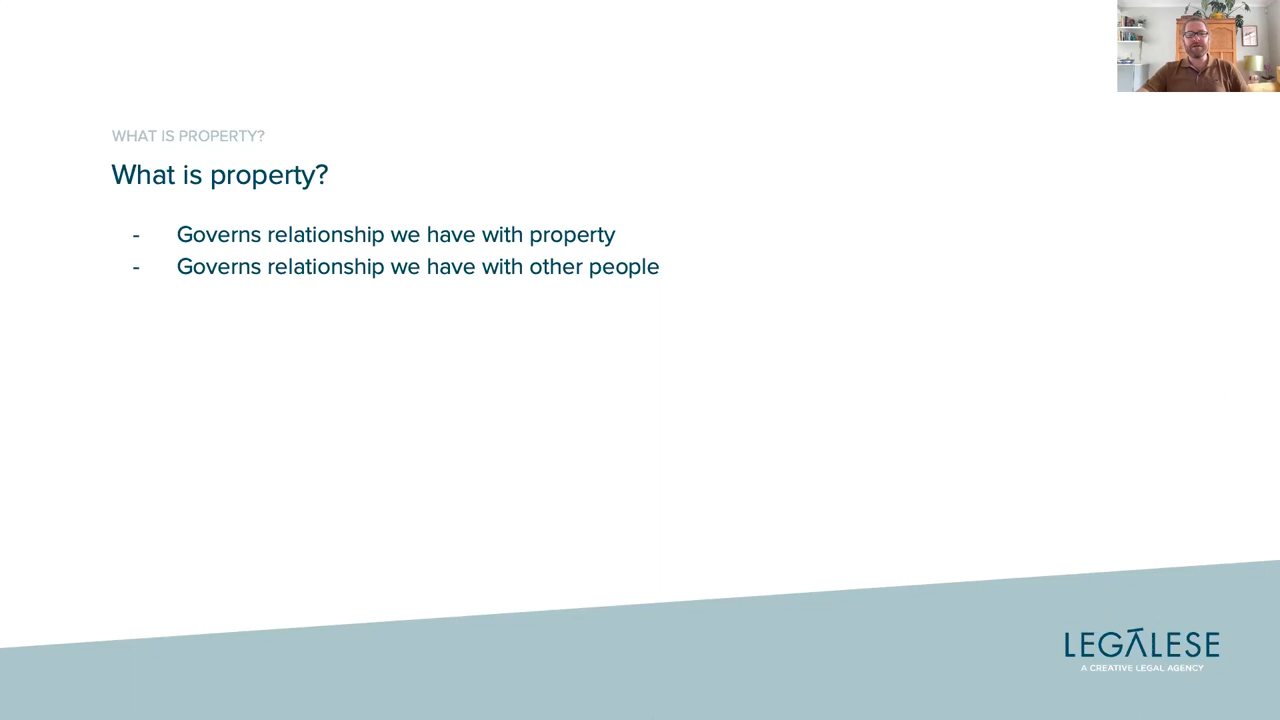 WHAT IS PROPERTY?
What is property?
- Governs relationship we have with property
- Governs relationship we have with other people
LEGALESE
A CREATIVE LEGAL AGENCY